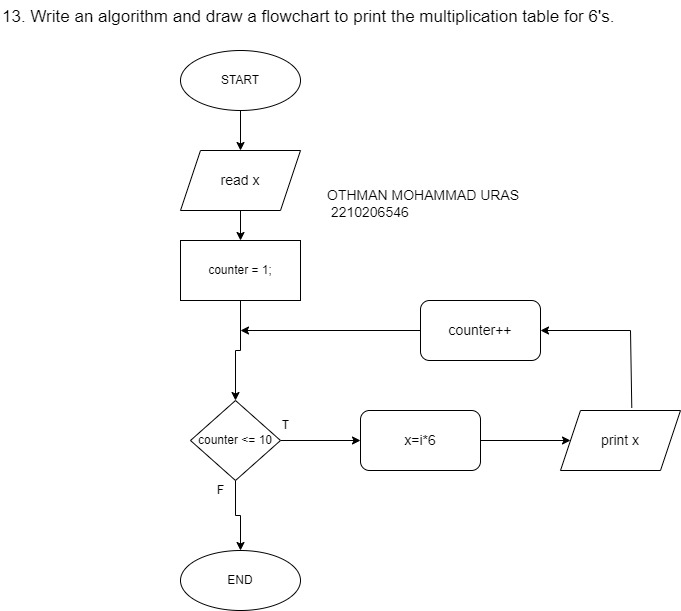 13. Write an algorithm and draw a flowchart to print the multiplication table for 6's.
START
read x
OTHMAN MOHAMMAD URAS
2210206546
counter = 1;
counter++
T
counter <= 10
x=i*6
print x
F
END